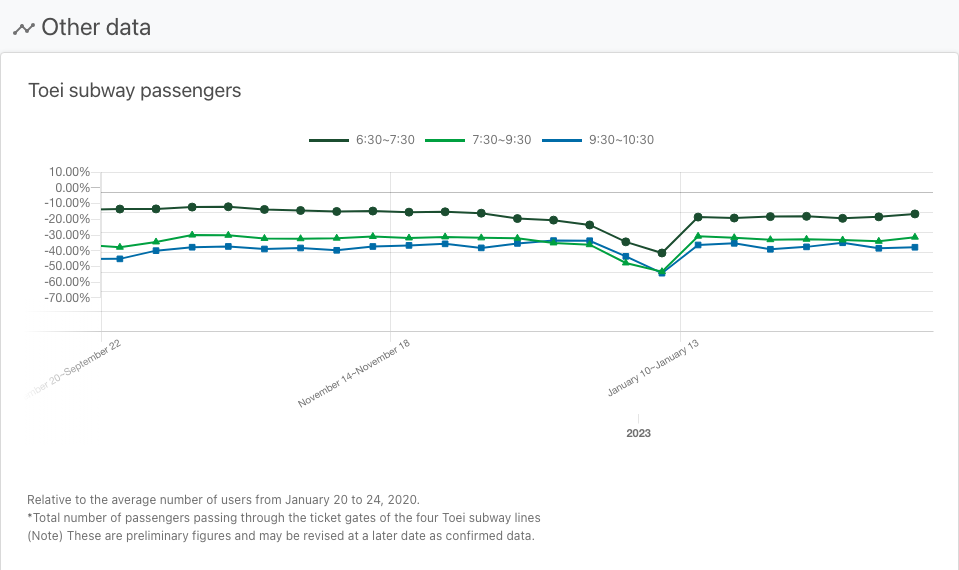 Other data
Toei subway passengers
6:30~7:30 7:30~9:30 9:30~10:30
10.00%
0.00%
-10.00%
-20.00%
-30.00%
-40.00%
-50.00%
-60.00%
-70.00%
20~September 22
November 14~November 18
January 10~January 13
2023
Relative to the average number of users from January 20 to 24, 2020.
*Total number of passengers passing through the ticket gates of the four Toei subway lines
(Note) These are preliminary figures and may be revised at a later date as confirmed data.